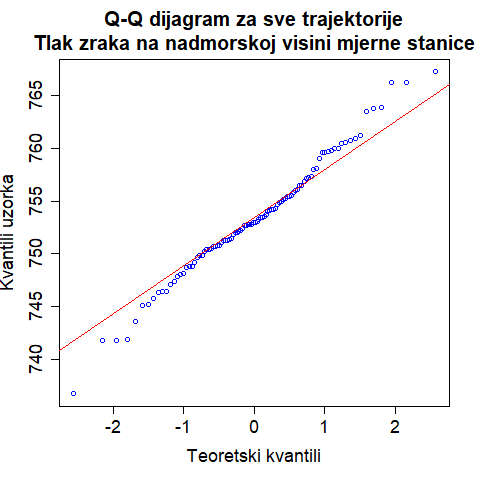 Q-Q dijagram za sve trajektorije
Tlak zraka na nadmorskoj visini mjerne stanice
Kvantili uzorka
765
760
755
750
745
740
-2
-1
0
1
2
Teoretski kvantili